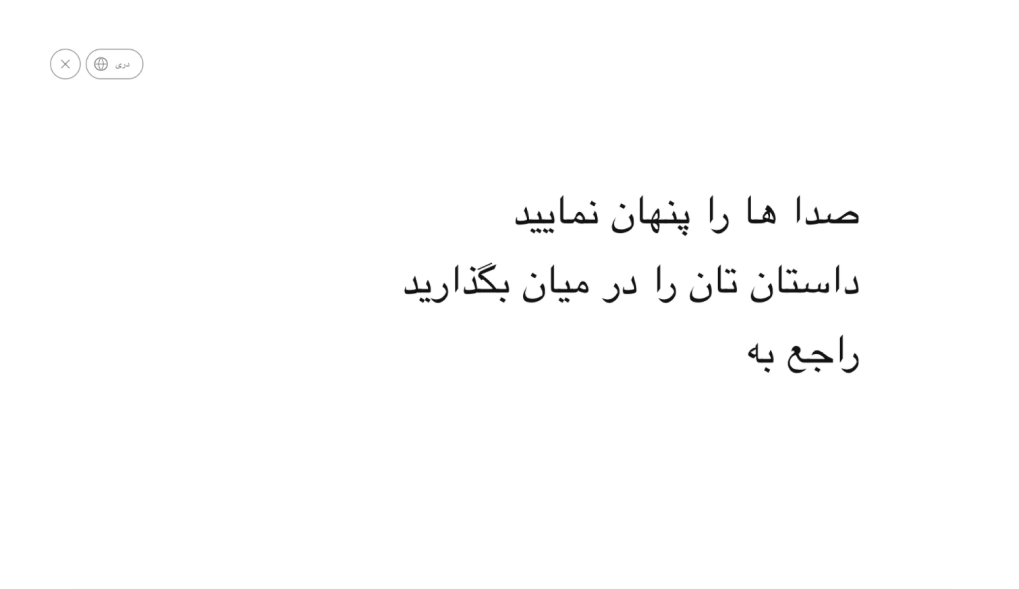 دری
صدا ها را پنهان نمایید
داستان تان را در میان بگذارید
راجع به